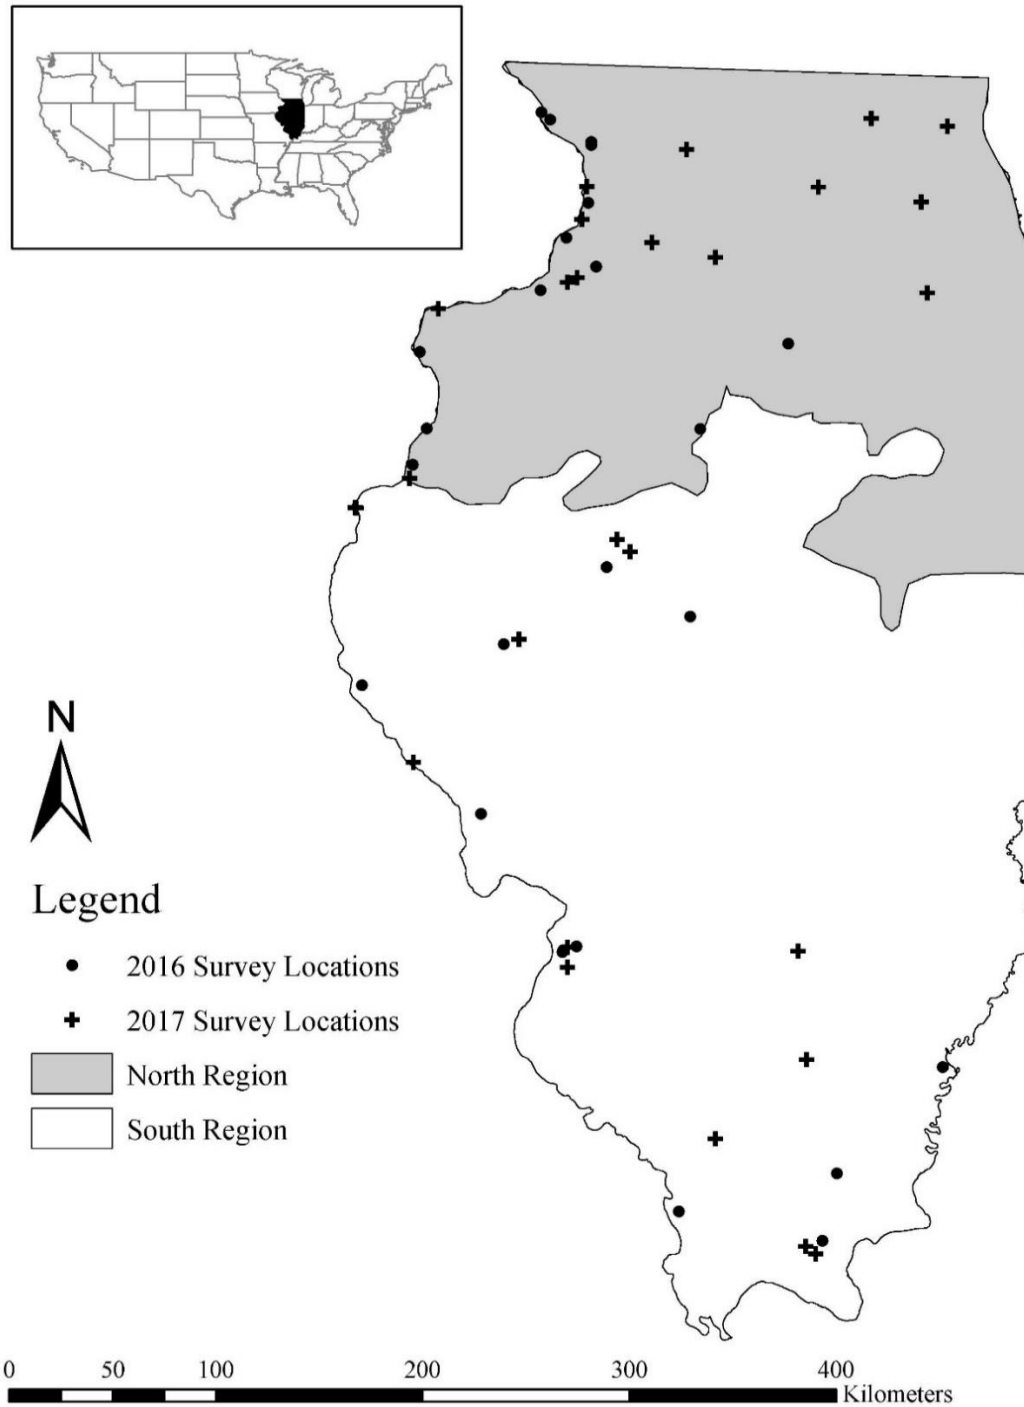 N
Legend
2016 Survey Locations
2017 Survey Locations
North Region
South Region
0 50 100 200 300 400
Kilometers